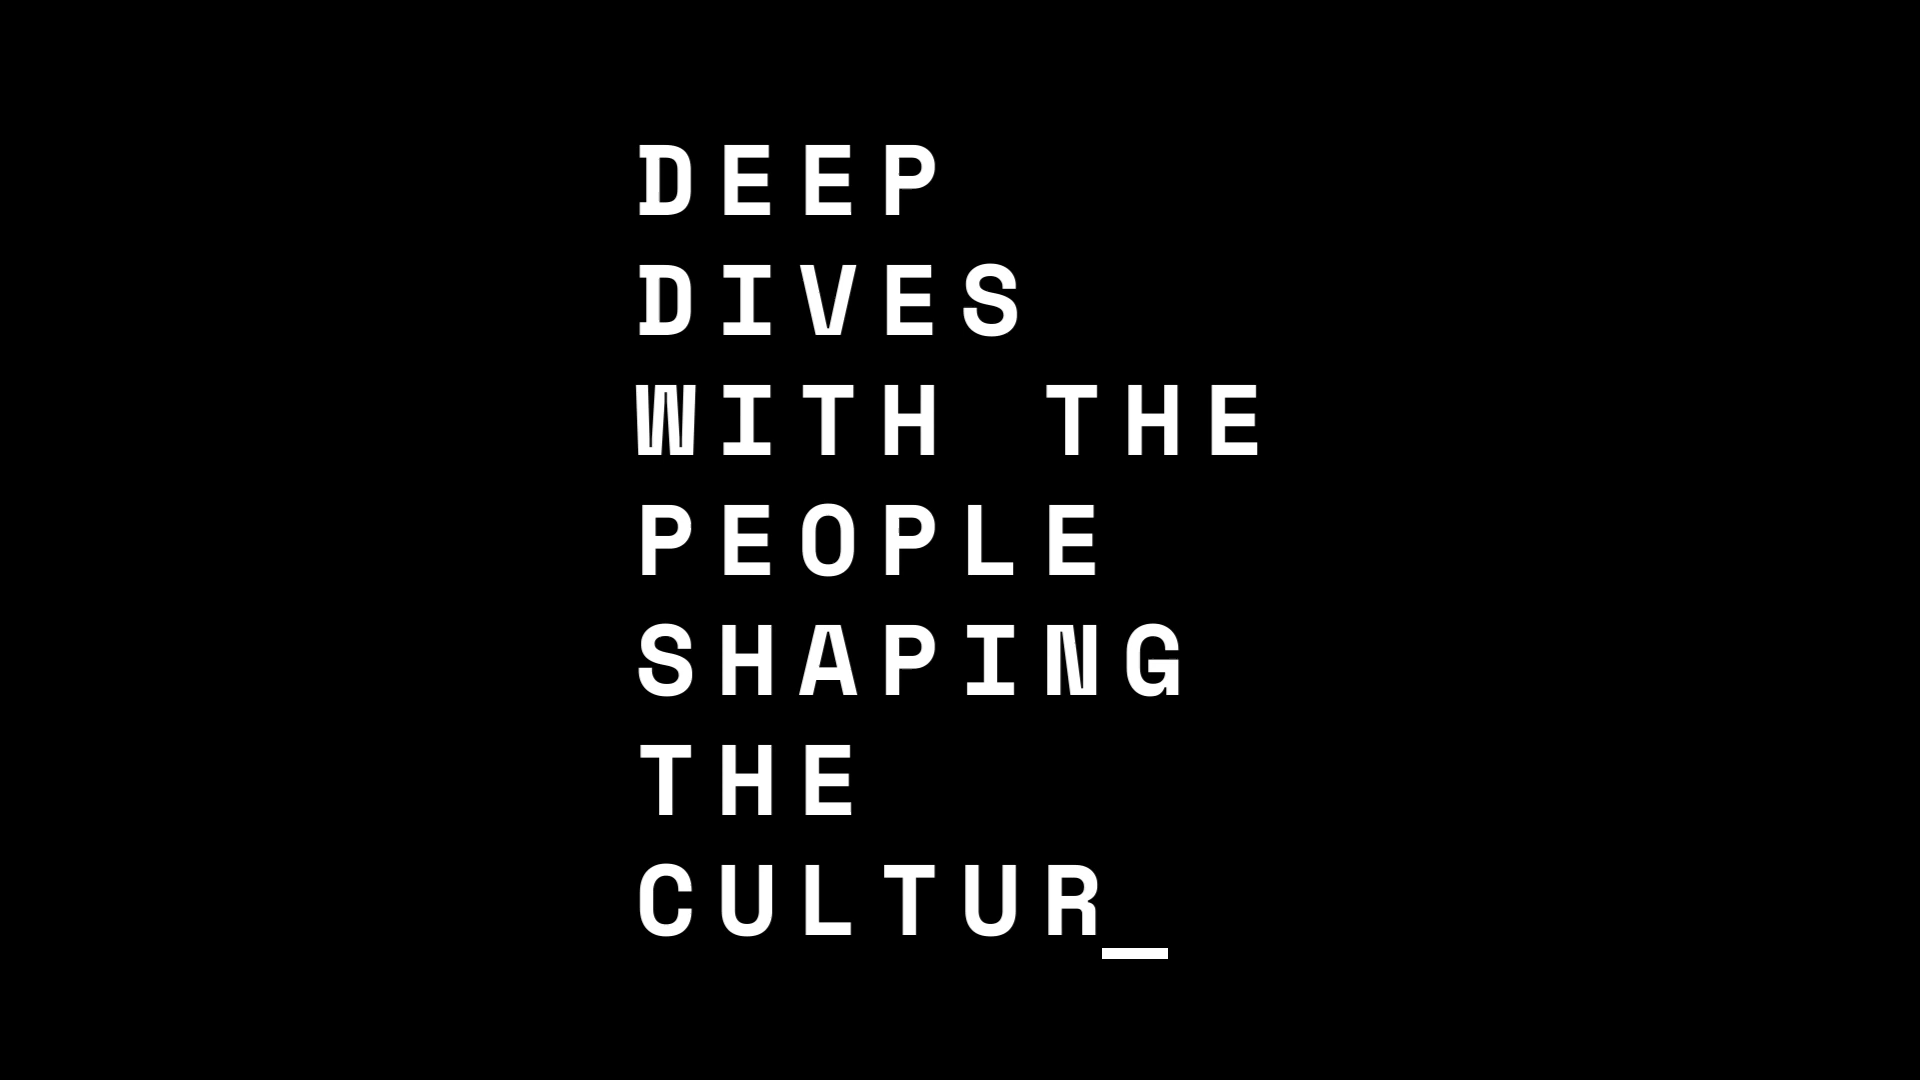 DEEP
DIVES
WITH THE
PEOPLE
SHAPING
THE
CULTUR_